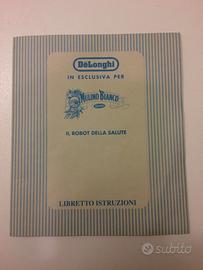 DeLonghi
IN ESCLUSIVA PER
MULINO BIANCO
IL ROBOT DELLA SALUTE
LIBRETTO ISTRUZIONI
subito